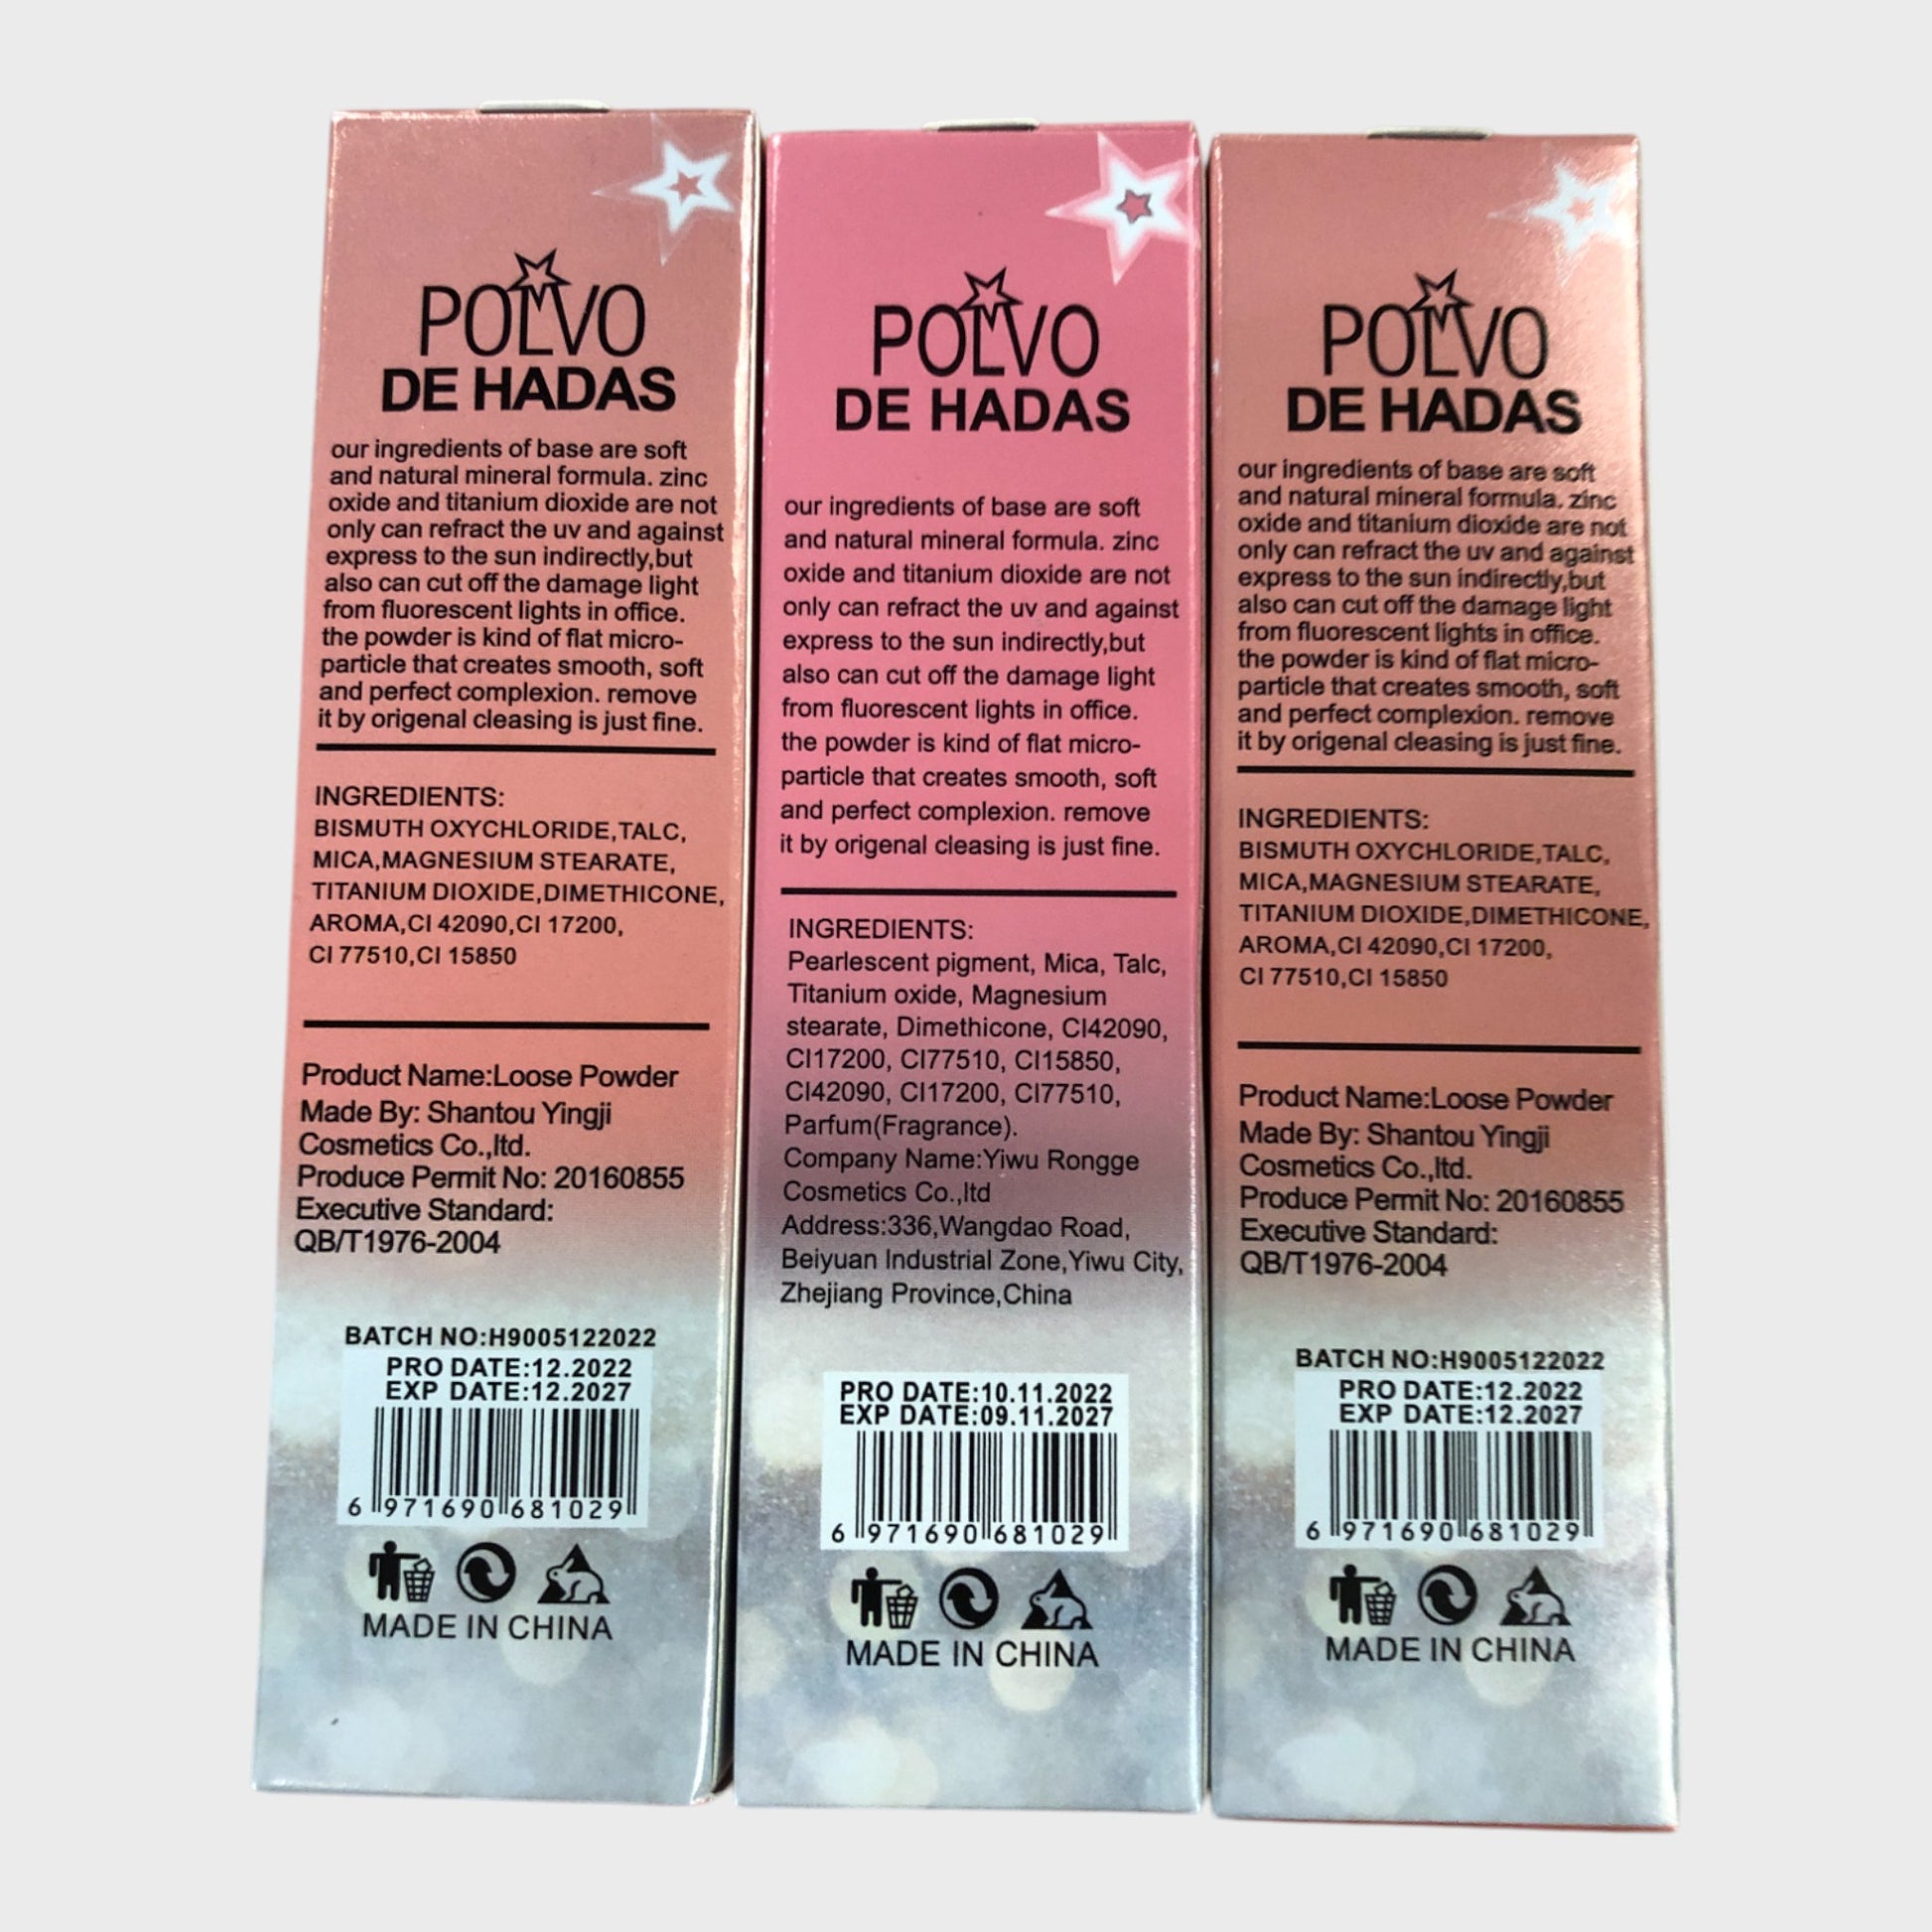 POLVO
DE HADAS
our ingredients of base are soft
and natural mineral formula. zinc
oxide and titanium dioxide are not
only can refract the uv and against
express to the sun indirectly,but
also can cut off the damage light
from fluorescent lights in office.
the powder is kind of flat micro-
particle that creates smooth, soft
and perfect complexion. remove
it by origenal cleasing is just fine.
INGREDIENTS:
BISMUTH OXYCHLORIDE,TALC,
MICA,MAGNESIUM STEARATE,
TITANIUM DIOXIDE,DIMETHICONE,
AROMA,CI 42090,CI 17200,
CI 77510,CI 15850
Product Name:Loose Powder
Made By: Shantou Yingji
Cosmetics Co.,ltd.
Produce Permit No: 20160855
Executive Standard:
QB/T1976-2004
BATCH NO:H9005122022
PRO DATE:12.2022
EXP DATE:12.2027
6 971690 681029
MADE IN CHINA
POLVO
DE HADAS
our ingredients of base are soft
and natural mineral formula. zinc
oxide and titanium dioxide are not
only can refract the uv and against
express to the sun indirectly,but
also can cut off the damage light
from fluorescent lights in office.
the powder is kind of flat micro-
particle that creates smooth, soft
and perfect complexion. remove
it by origenal cleasing is just fine.
INGREDIENTS:
Pearlescent pigment, Mica, Talc,
Titanium oxide, Magnesium
stearate, Dimethicone, CI42090,
CI17200, CI77510, CI15850,
CI42090, CI17200, CI77510,
Parfum(Fragrance).
Company Name:Yiwu Rongge
Cosmetics Co.,ltd
Address:336,Wangdao Road,
Beiyuan Industrial Zone,Yiwu City,
Zhejiang Province,China
PRO DATE:10.11.2022
EXP DATE:09.11.2027
6 971690 681029
MADE IN CHINA
POLVO
DE HADAS
our ingredients of base are soft
and natural mineral formula. zinc
oxide and titanium dioxide are not
only can refract the uv and against
express to the sun indirectly,but
also can cut off the damage light
from fluorescent lights in office.
the powder is kind of flat micro-
particle that creates smooth, soft
and perfect complexion. remove
it by origenal cleasing is just fine.
INGREDIENTS:
BISMUTH OXYCHLORIDE,TALC,
MICA,MAGNESIUM STEARATE,
TITANIUM DIOXIDE,DIMETHICONE,
AROMA,CI 42090,CI 17200,
CI 77510,CI 15850
Product Name:Loose Powder
Made By: Shantou Yingji
Cosmetics Co.,ltd.
Produce Permit No: 20160855
Executive Standard:
QB/T1976-2004
BATCH NO:H9005122022
PRO DATE:12.2022
EXP DATE:12.2027
6 971690 681029
MADE IN CHINA